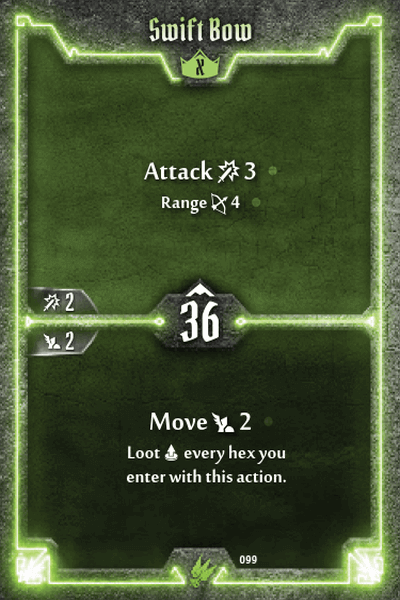 Swift Bow
X
Attack 3
Range 4
2
36
2
Move 2
Loot every hex you
enter with this action.
099